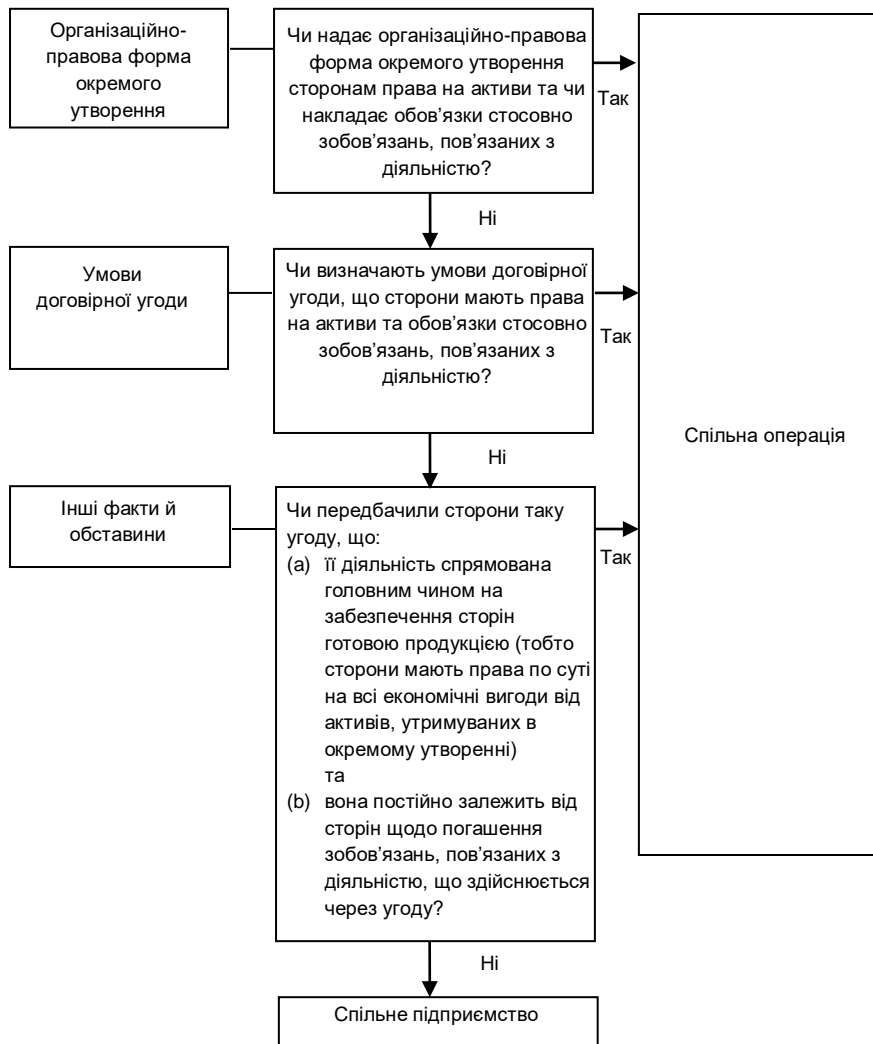 Організаційно-
правова форма
окремого
утворення
Чи надає організаційно-правова
форма окремого утворення
сторонам права на активи та чи
накладає обов’язки стосовно
зобов’язань, пов’язаних з
діяльністю?
Так
Ні
Умови
договірної угоди
Чи визначають умови договірної
угоди, що сторони мають права
на активи та обов’язки стосовно
зобов’язань, пов’язаних з
діяльністю?
Так
Ні
Спільна операція
Інші факти й
обставини
Чи передбачили сторони таку
угоду, що:
(a) її діяльність спрямована
головним чином на
забезпечення сторін
готовою продукцією (тобто
сторони мають права по суті
на всі економічні вигоди від
активів, утримуваних в
окремому утворенні)
та
(b) вона постійно залежить від
сторін щодо погашення
зобов’язань, пов’язаних з
діяльністю, що здійснюється
через угоду?
Так
Ні
Спільне підприємство